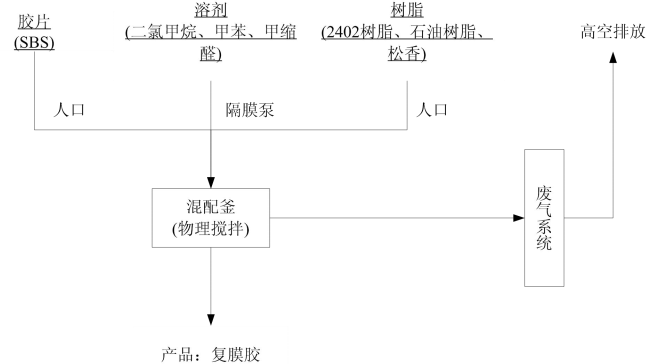 胶片
(SBS)
溶剂
(二氯甲烷、甲苯、甲缩
醛)
树脂
(2402树脂、石油树脂、
松香)
高空排放
人口
隔膜泵
人口
混配釜
(物理搅拌)
废气系统
产品：复膜胶